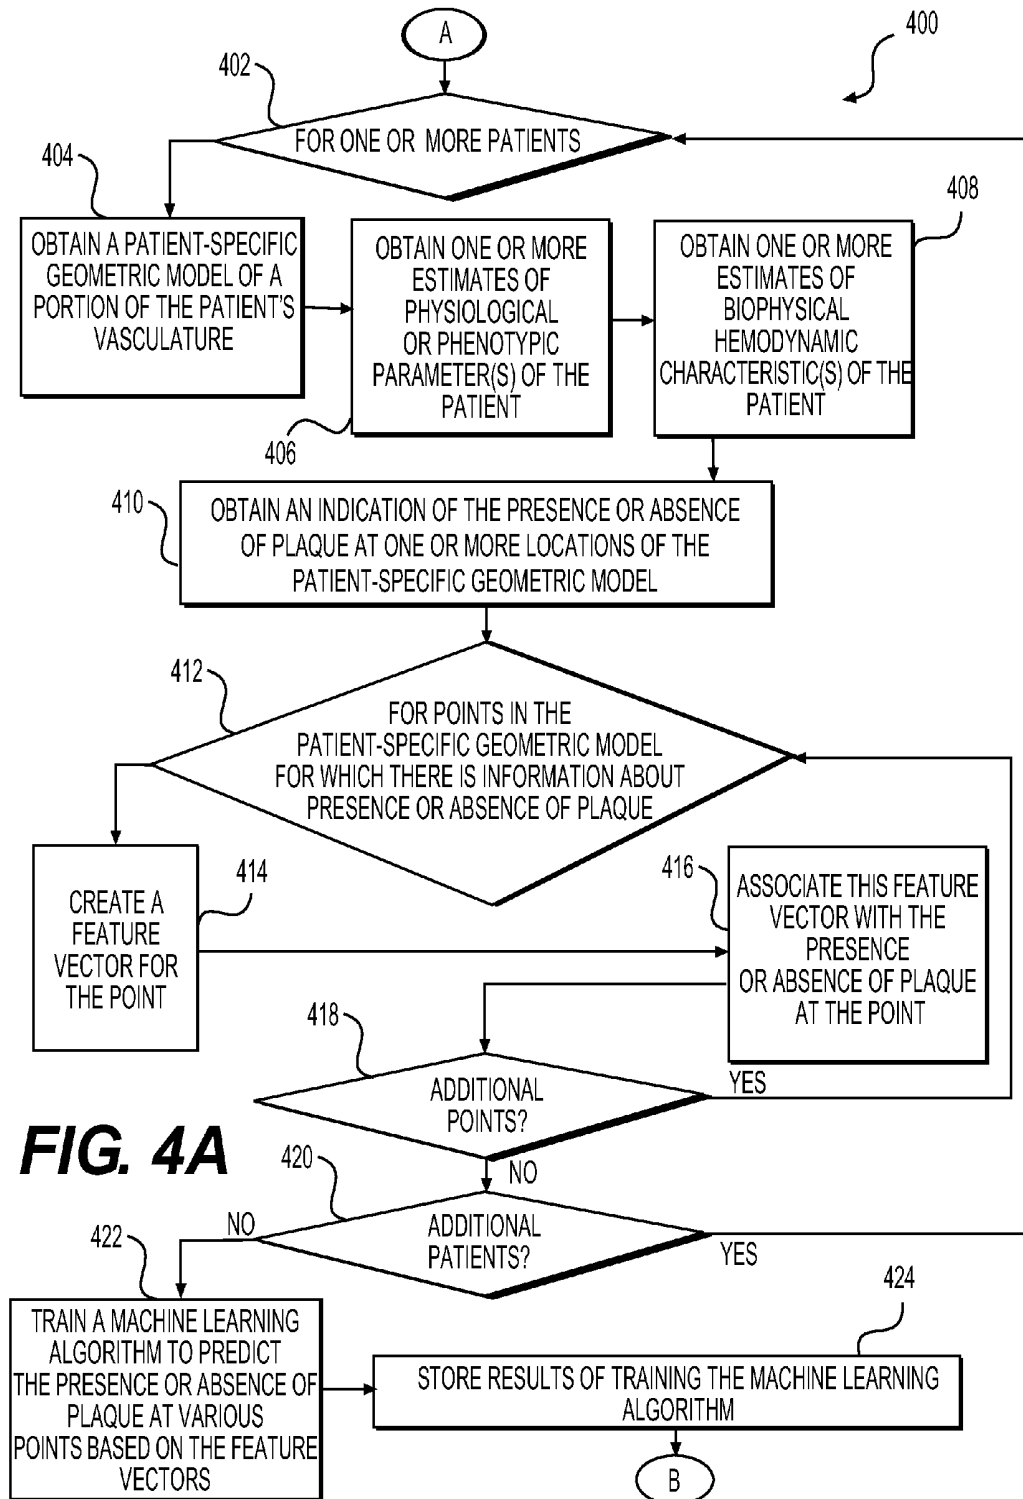 A
400
402
FOR ONE OR MORE PATIENTS
404
408
OBTAIN A PATIENT-SPECIFIC
GEOMETRIC MODEL OF A
PORTION OF THE PATIENT'S
VASCULATURE
OBTAIN ONE OR MORE
ESTIMATES OF
PHYSIOLOGICAL
OR PHENOTYPIC
PARAMETER(S) OF THE
PATIENT
406
OBTAIN ONE OR MORE
ESTIMATES OF
BIOPHYSICAL
HEMODYNAMIC
CHARACTERISTIC(S) OF THE
PATIENT
410
OBTAIN AN INDICATION OF THE PRESENCE OR ABSENCE
OF PLAQUE AT ONE OR MORE LOCATIONS OF THE
PATIENT-SPECIFIC GEOMETRIC MODEL
412
FOR POINTS IN THE
PATIENT-SPECIFIC GEOMETRIC MODEL
FOR WHICH THERE IS INFORMATION ABOUT
PRESENCE OR ABSENCE OF PLAQUE
414
CREATE A
FEATURE
VECTOR FOR
THE POINT
416
ASSOCIATE THIS FEATURE
VECTOR WITH THE
PRESENCE
OR ABSENCE OF PLAQUE
AT THE POINT
418
ADDITIONAL
POINTS?
YES
NO
FIG. 4A
420
ADDITIONAL
PATIENTS?
NO
YES
422
TRAIN A MACHINE LEARNING
ALGORITHM TO PREDICT
THE PRESENCE OR ABSENCE OF
PLAQUE AT VARIOUS
POINTS BASED ON THE FEATURE
VECTORS
424
STORE RESULTS OF TRAINING THE MACHINE LEARNING
ALGORITHM
B